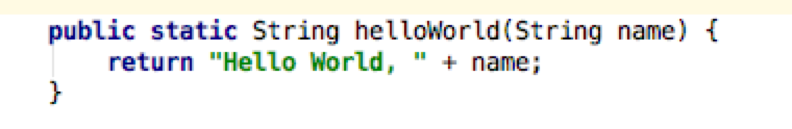 public static String helloWorld(String name) {
    return "Hello World, " + name;
}